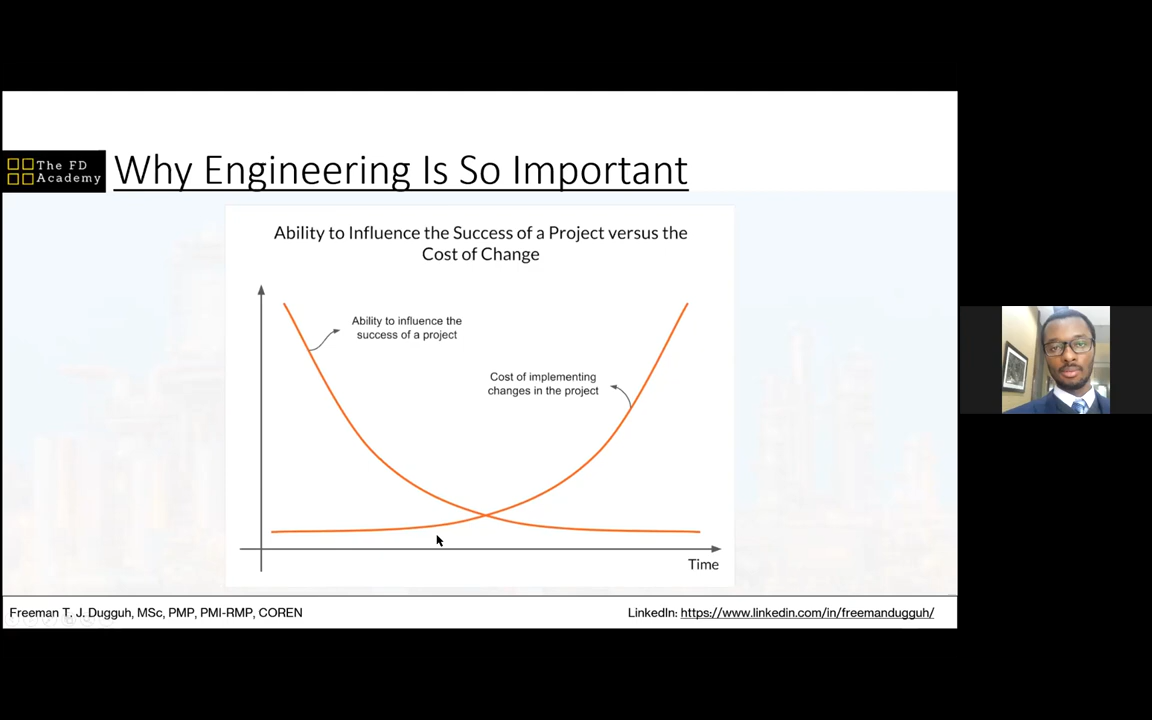 The FD
Academy
Why Engineering Is So Important
Ability to Influence the Success of a Project versus the
Cost of Change
Ability to influence the
success of a project
Cost of implementing
changes in the project
Time
Freeman T. J. Dugguh, MSc, PMP, PMI-RMP, COREN
LinkedIn: https://www.linkedin.com/in/freemandugguh/